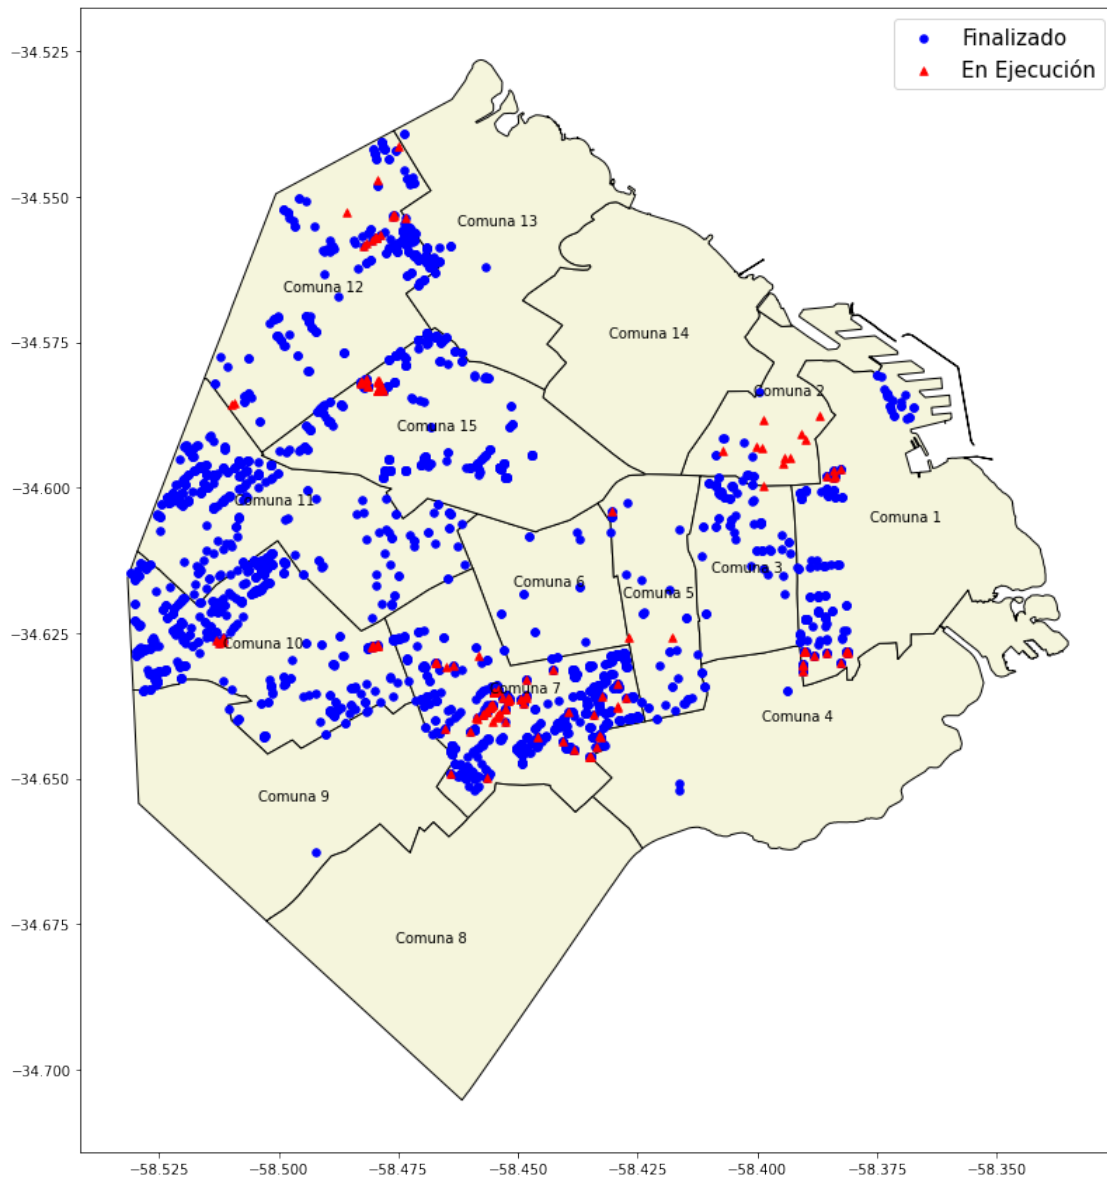 Finalizado
En Ejecución
−34.525
−34.550
−34.575
−34.600
−34.625
−34.650
−34.675
−34.700
Comuna 13
Comuna 12
Comuna 14
Comuna 2
Comuna 15
Comuna 11
Comuna 1
Comuna 3
Comuna 6
Comuna 5
Comuna 10
Comuna 7
Comuna 4
Comuna 9
Comuna 8
−58.525
−58.500
−58.475
−58.450
−58.425
−58.400
−58.375
−58.350